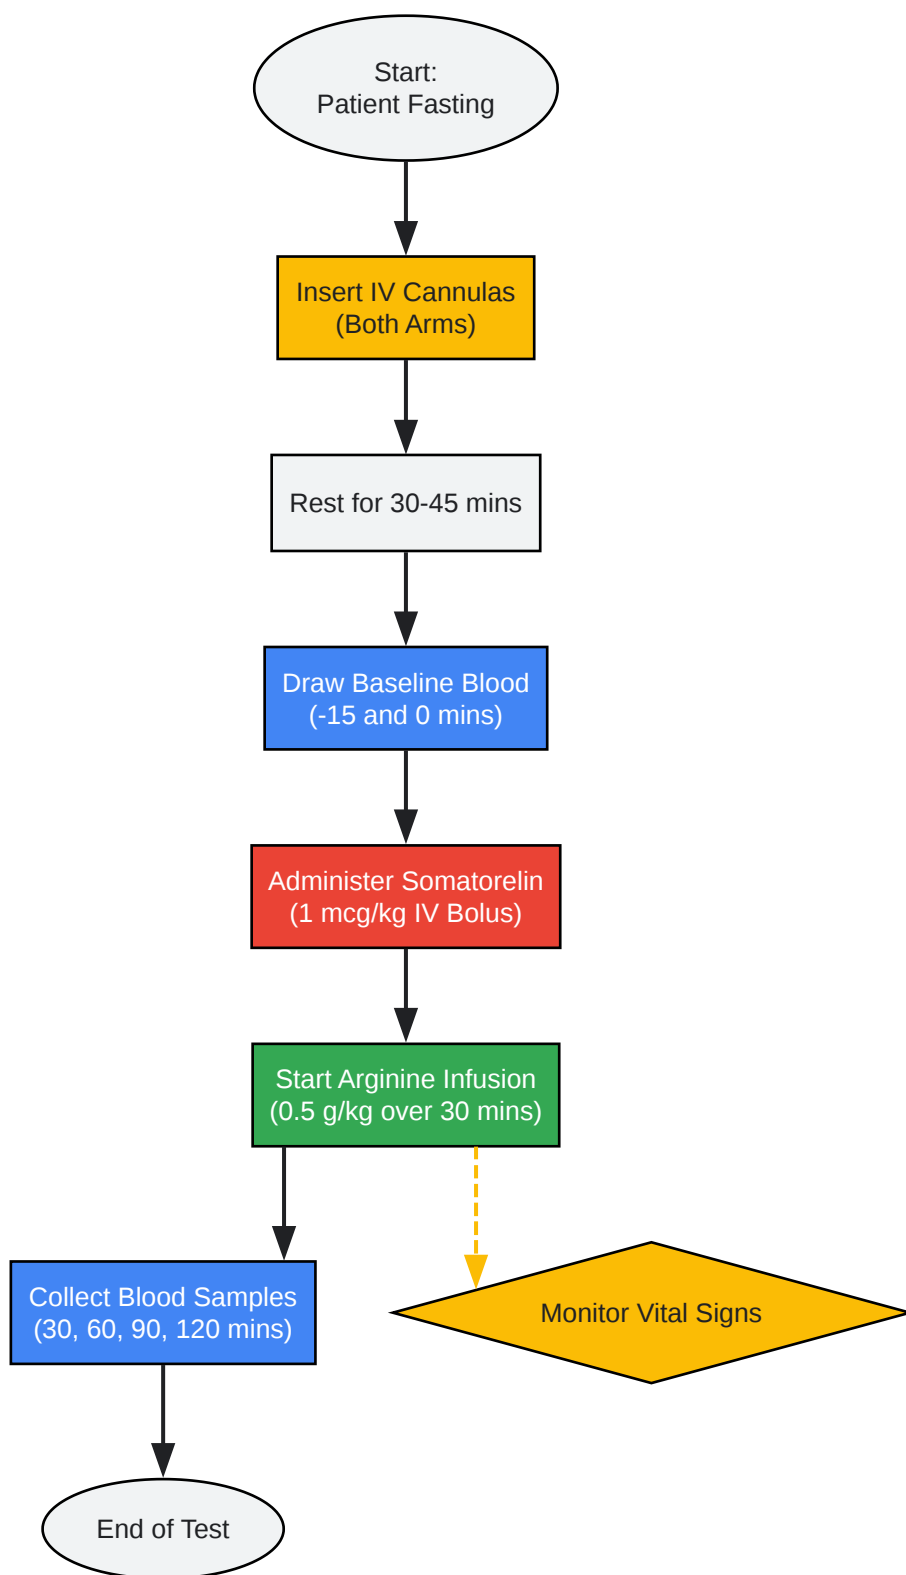 Start:
Patient Fasting
Insert IV Cannulas
(Both Arms)
Rest for 30-45 mins
Draw Baseline Blood
(-15 and 0 mins)
Administer Somatorelin
(1 mcg/kg IV Bolus)
Start Arginine Infusion
(0.5 g/kg over 30 mins)
Collect Blood Samples
(30, 60, 90, 120 mins)
Monitor Vital Signs
End of Test